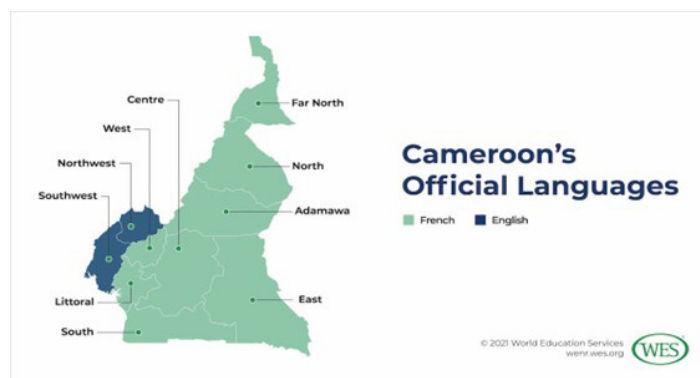 Centre
Far North
West
Northwest
North
Cameroon's
Official Languages
Southwest
Adamawa
French
English
Littoral
East
South
© 2021 World Education Services
wenr.wes.org
WES